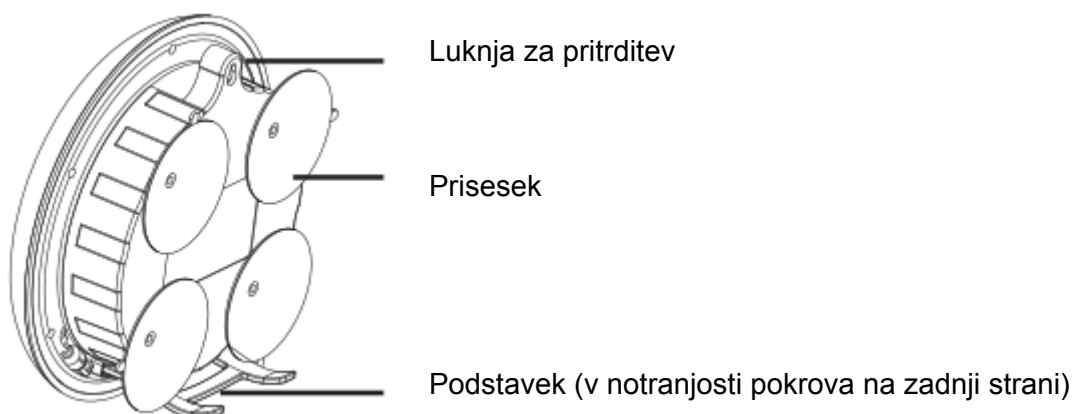 Luknja za pritrditev
Prisesek
Podstavek (v notranjosti pokrova na zadnji strani)